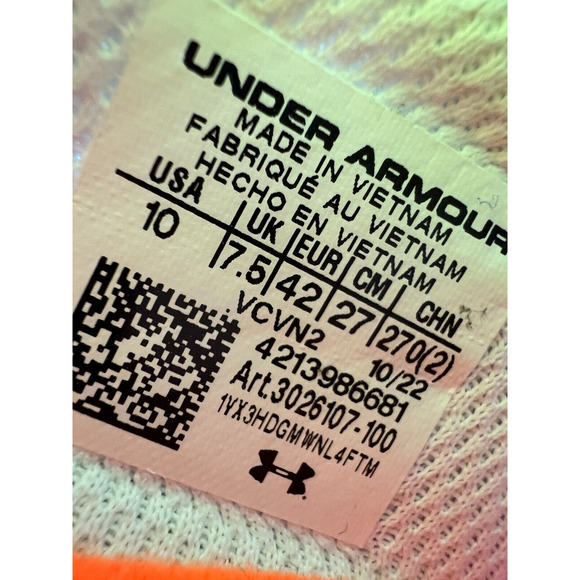 UNDER ARMOUR
MADE IN VIETNAM
FABRIQUÉ AU VIETNAM
HECHO EN VIETNAM
USA UK EUR CM CHN
10 7.5 42 27 270(2)
VCVN2 10/22
4213986681
Art.3026107-100
1VX3HDGMWNL4FTM